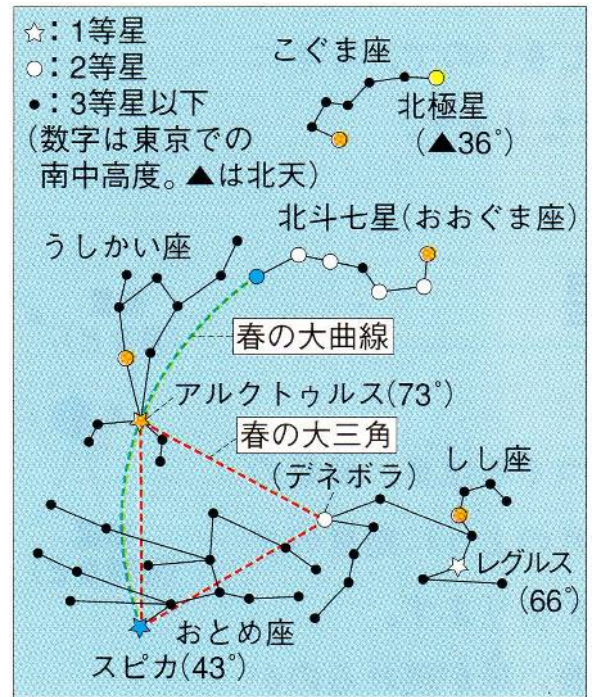 ☆：1等星
○：2等星
•：3等星以下
(数字は東京での
南中高度。▲は北天)
こぐま座
北極星
(▲36°)
北斗七星(おおぐま座)
うしかい座
春の大曲線
アルクトゥルス(73°)
春の大三角
(デネボラ)
しし座
レグルス
(66°)
おとめ座
スピカ(43°)